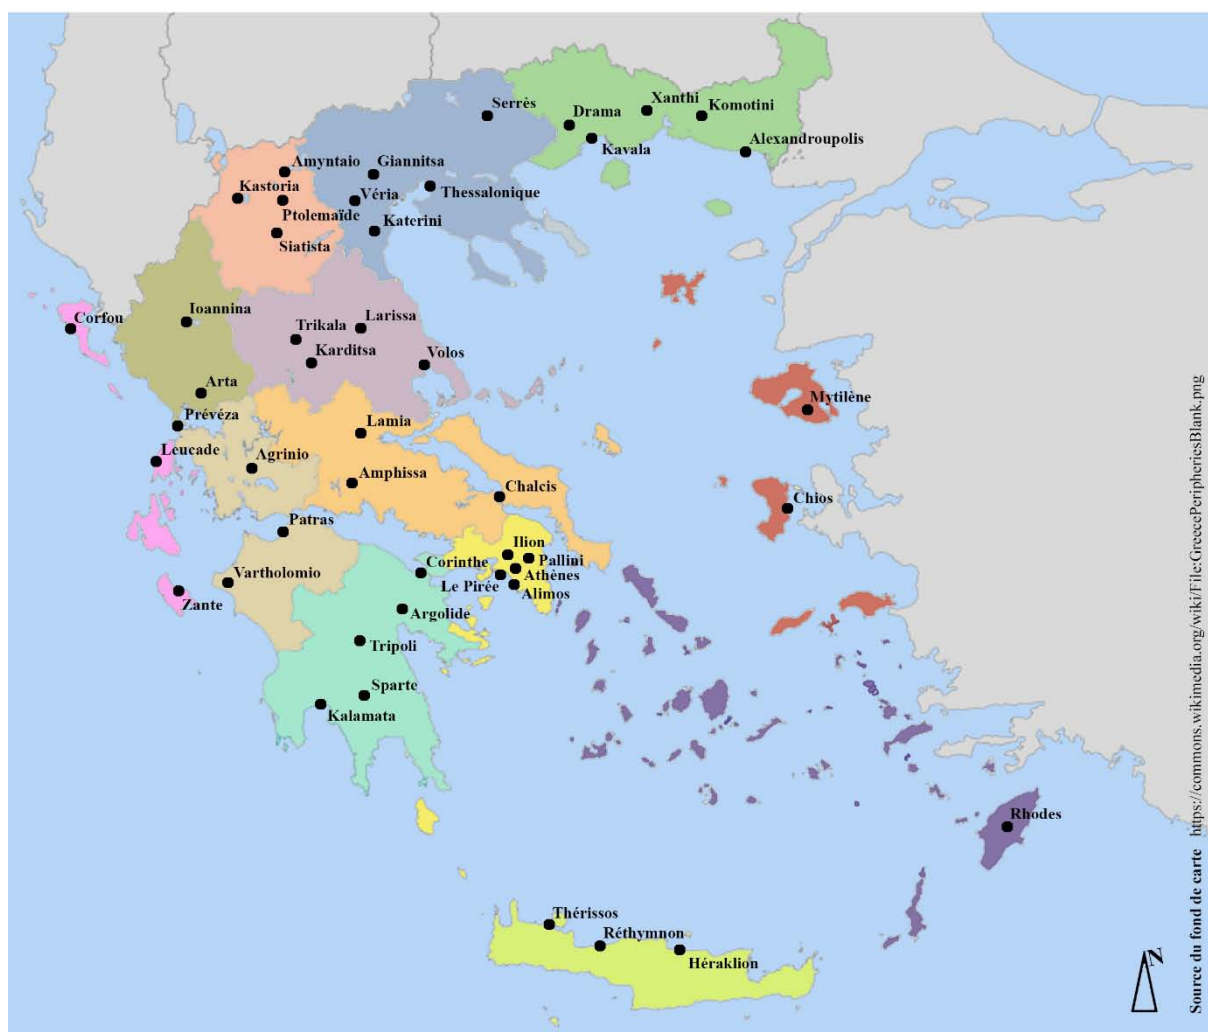 Serrès
Xanthi
Drama
Komotini
Kavala
Alexandroupolis
Amyntaio
Giannitsa
Kastoria
Véria
Thessalonique
Ptolemaïde
Katerini
Siatista
Ioannina
Corfou
Larissa
Trikala
Karditsa
Volos
Arta
Mytilène
Prévéza
Lamia
Leucade
Agrinio
Amphissa
Chalcis
Chios
Patras
Ilion
Corinthe
Pallini
Athènes
Vartholomio
Le Pirée
Alimos
Zante
Argolide
Tripoli
Sparte
Kalamata
Rhodes
Thérissos
Réthymnon
Héraklion
N
Source du fond de carte https://commons.wikimedia.org/wiki/File:GreecePeripheriesBlank.png